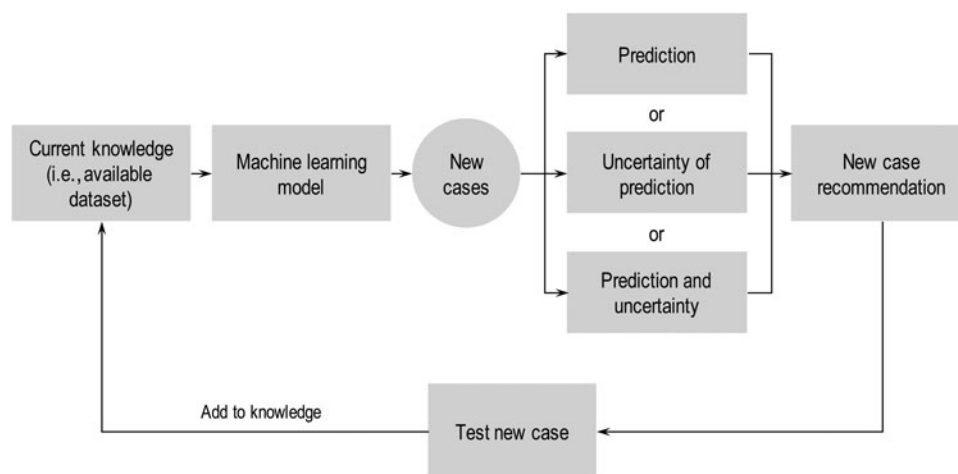 Prediction
or
Current knowledge
(i.e., available
dataset)
Machine learning
model
New
cases
Uncertainty of
prediction
New case
recommendation
or
Prediction and
uncertainty
Add to knowledge
Test new case